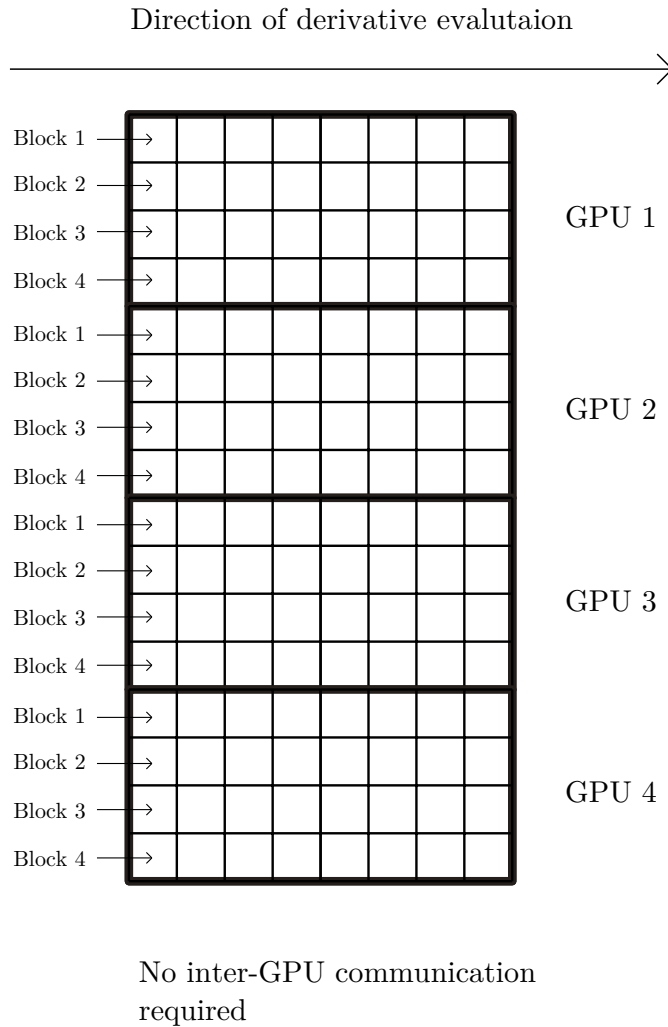 Direction of derivative evalutaion
Block 1
Block 2
Block 3
Block 4
GPU 1
Block 1
Block 2
Block 3
Block 4
GPU 2
Block 1
Block 2
Block 3
Block 4
GPU 3
Block 1
Block 2
Block 3
Block 4
GPU 4
No inter-GPU communication
required